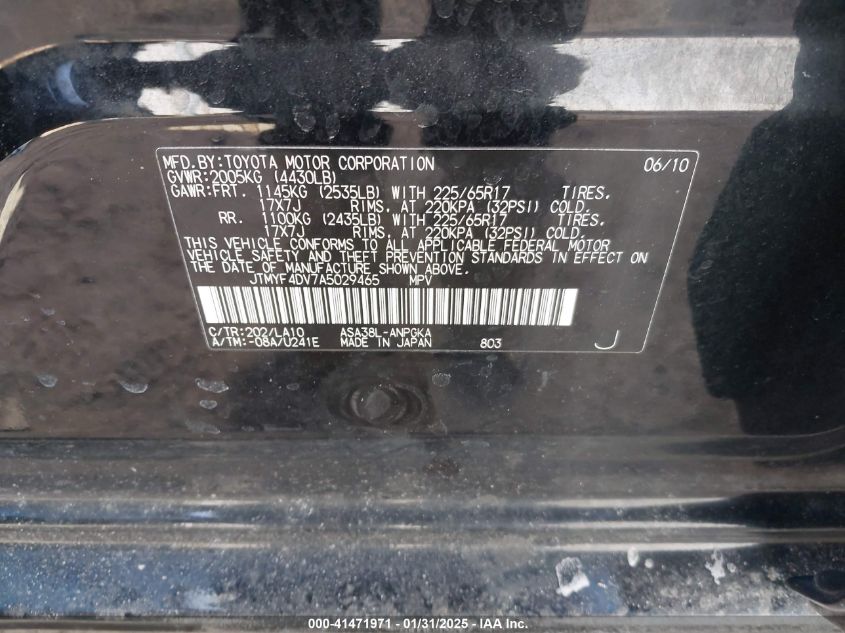 MFD.BY:TOYOTA MOTOR CORPORATION 06/10
GVWR:2005KG (4430LB)
GAWR:FRT. 1145KG (2535LB) WITH 225/65R17 TIRES.
17X7J RIMS. AT 220KPA (32PSI) COLD.
RR. 1100KG (2435LB) WITH 225/65R17 TIRES.
17X7J RIMS. AT 220KPA (32PSI) COLD.
THIS VEHICLE CONFORMS TO ALL APPLICABLE FEDERAL MOTOR
VEHICLE SAFETY AND THEFT PREVENTION STANDARDS IN EFFECT ON
THE DATE OF MANUFACTURE SHOWN ABOVE.
JTMYF4DV7A5029465 MPV
C/TR:202/LA10 ASA38L-ANPGKA
A/TM:-08A/U241E MADE IN JAPAN 803 J
000-41471971 - 01/31/2025 - IAA Inc.